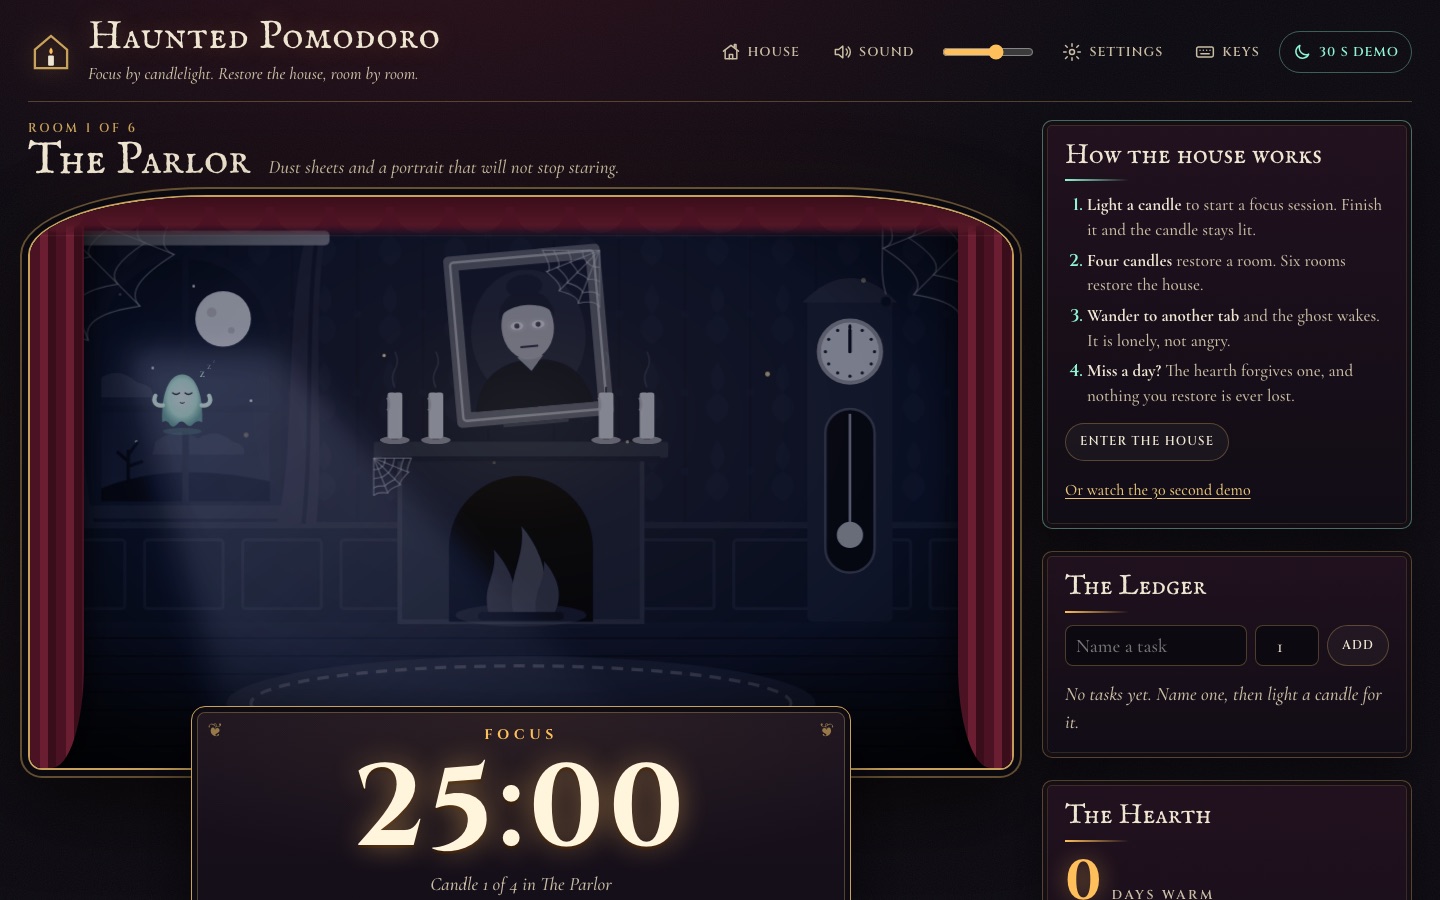 Haunted Pomodoro
Focus by candlelight. Restore the house, room by room.
HOUSE
SOUND
SETTINGS
KEYS
30 S DEMO
ROOM 1 OF 6
The Parlor
Dust sheets and a portrait that will not stop staring.
z z z
FOCUS
25:00
Candle 1 of 4 in The Parlor
How the house works
1. Light a candle to start a focus session. Finish
it and the candle stays lit.
2. Four candles restore a room. Six rooms
restore the house.
3. Wander to another tab and the ghost wakes.
It is lonely, not angry.
4. Miss a day? The hearth forgives one, and
nothing you restore is ever lost.
ENTER THE HOUSE
Or watch the 30 second demo
The Ledger
Name a task
1
ADD
No tasks yet. Name one, then light a candle for
it.
The Hearth
0 DAYS WARM